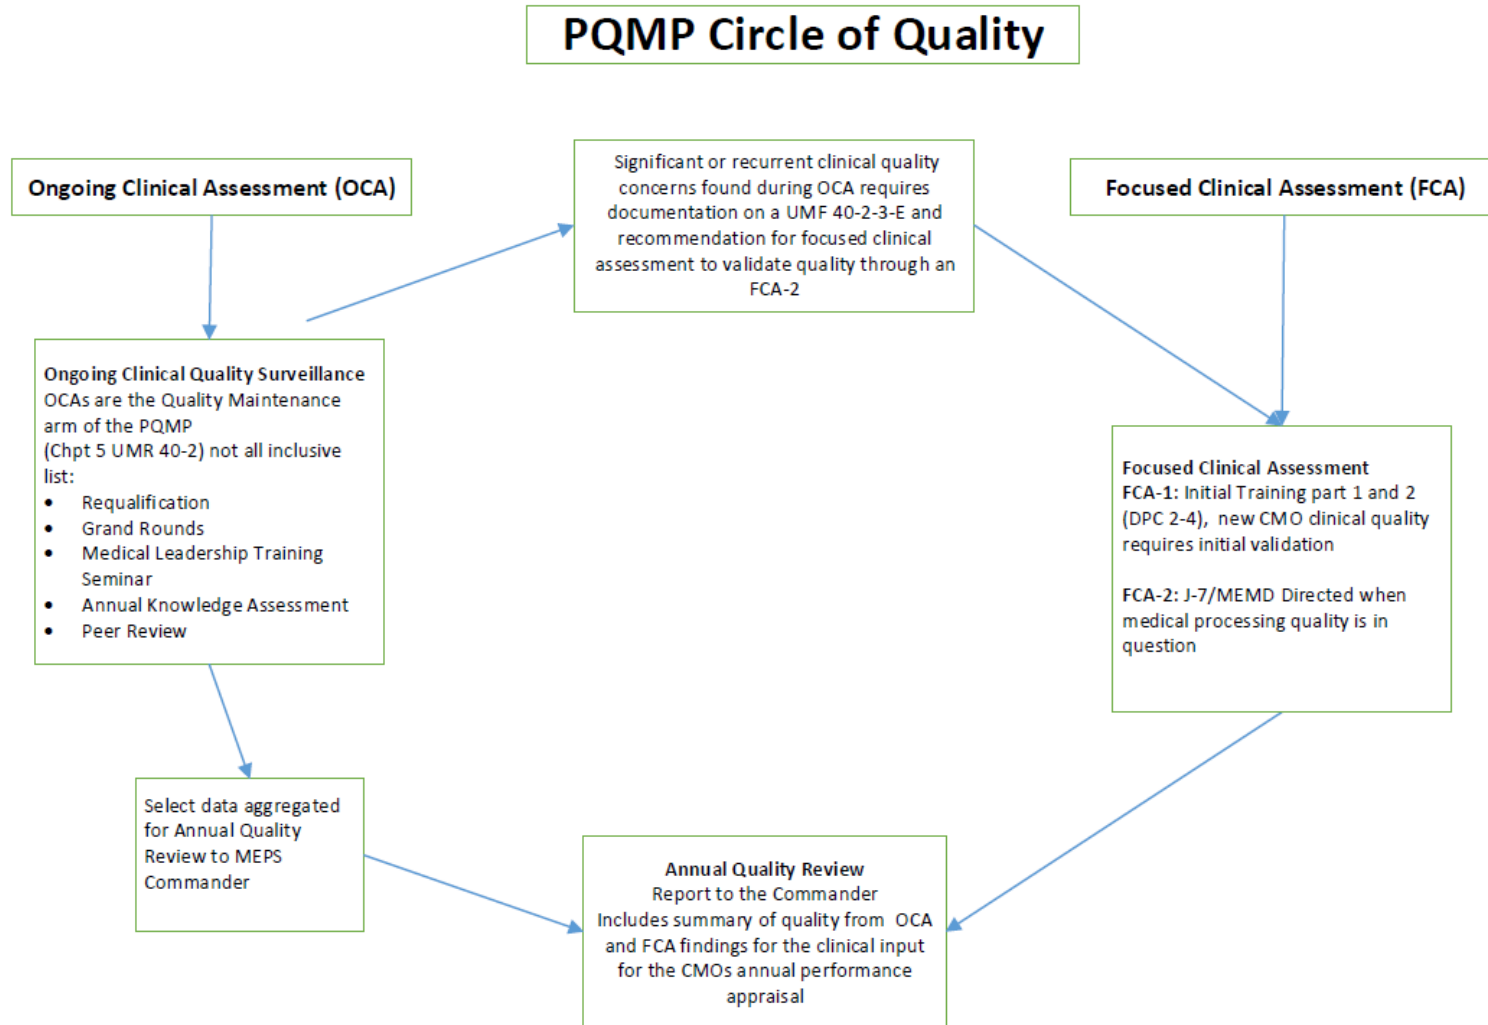 PQMP Circle of Quality
Ongoing Clinical Assessment (OCA)
Significant or recurrent clinical quality
concerns found during OCA requires
documentation on a UMF 40-2-3-E and
recommendation for focused clinical
assessment to validate quality through an
FCA-2
Focused Clinical Assessment (FCA)
Ongoing Clinical Quality Surveillance
OCAs are the Quality Maintenance
arm of the PQMP
(Chpt 5 UMR 40-2) not all inclusive
list:
• Requalification
• Grand Rounds
• Medical Leadership Training
Seminar
• Annual Knowledge Assessment
• Peer Review
Focused Clinical Assessment
FCA-1: Initial Training part 1 and 2
(DPC 2-4), new CMO clinical quality
requires initial validation
FCA-2: J-7/MEMD Directed when
medical processing quality is in
question
Select data aggregated
for Annual Quality
Review to MEPS
Commander
Annual Quality Review
Report to the Commander
Includes summary of quality from OCA
and FCA findings for the clinical input
for the CMOs annual performance
appraisal